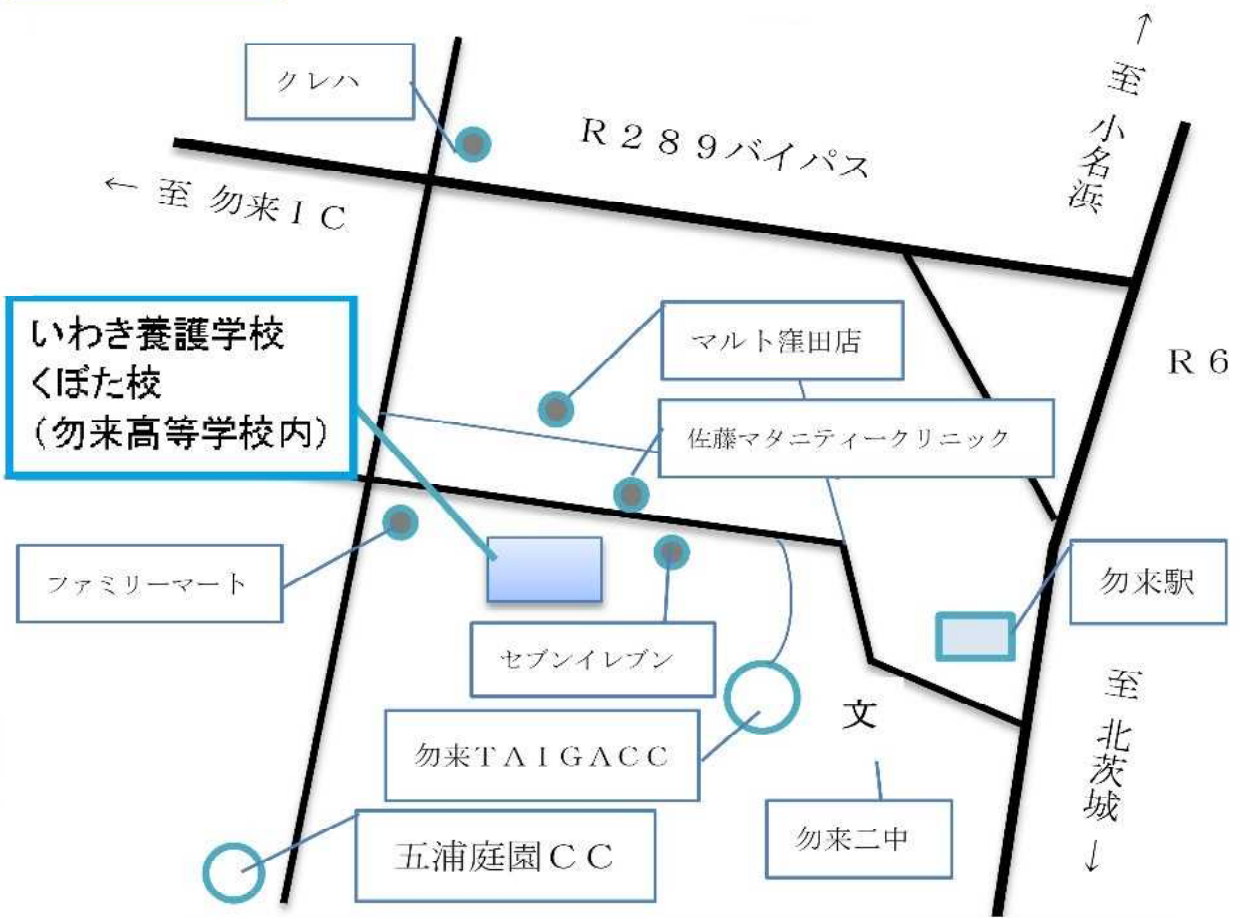 クレハ
R289バイパス
↑ 至 小名浜
← 至 勿来IC
いわき養護学校
くぼた校
(勿来高等学校内)
マルト窪田店
R6
佐藤マタニティークリニック
ファミリーマート
勿来駅
セブンイレブン
文
至 北茨城 ↓
勿来TAIGACC
勿来二中
五浦庭園CC